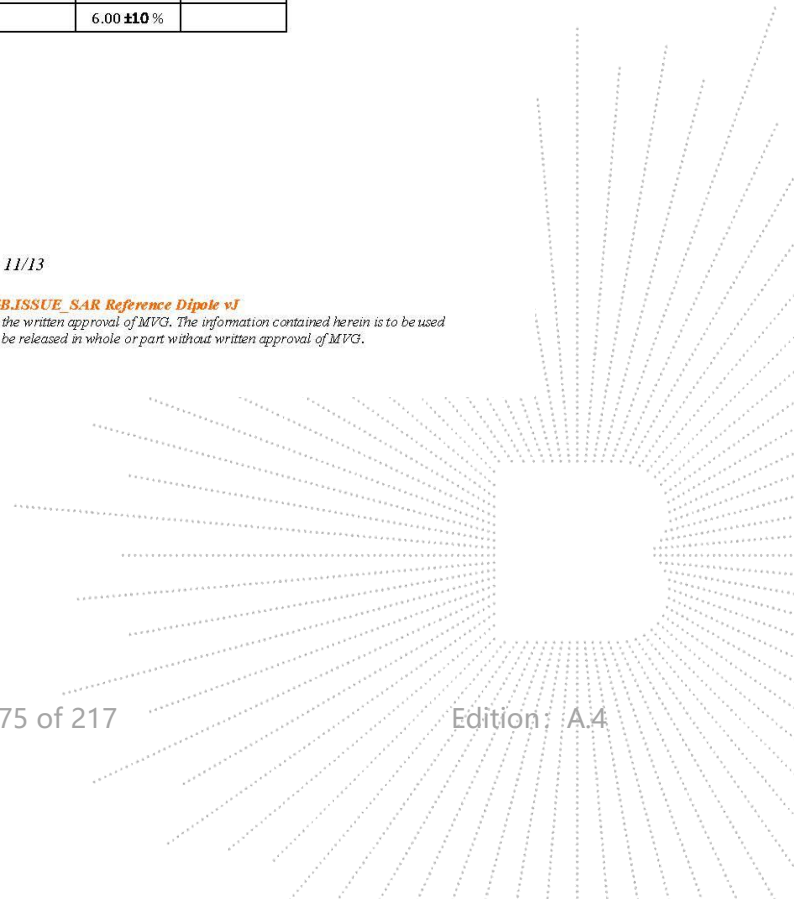 6.00 ±10 %
11/13
B.ISSUE_SAR Reference Dipole vJ
the written approval of MVG. The information contained herein is to be used
be released in whole or part without written approval of MVG.
75 of 217 Edition: A.4